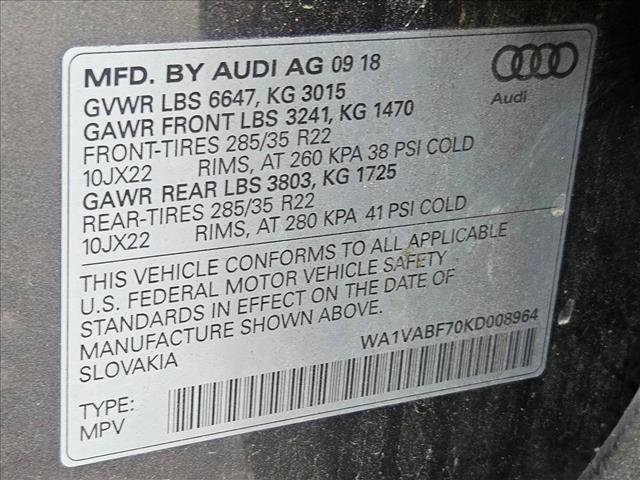 MFD. BY AUDI AG 09 18
GVWR LBS 6647, KG 3015
GAWR FRONT LBS 3241, KG 1470
FRONT-TIRES 285/35 R22
10JX22 RIMS, AT 260 KPA 38 PSI COLD
GAWR REAR LBS 3803, KG 1725
REAR-TIRES 285/35 R22
10JX22 RIMS, AT 280 KPA 41 PSI COLD
Audi
THIS VEHICLE CONFORMS TO ALL APPLICABLE
U.S. FEDERAL MOTOR VEHICLE SAFETY
STANDARDS IN EFFECT ON THE DATE OF
MANUFACTURE SHOWN ABOVE.
SLOVAKIA
WA1VABF70KD008964
TYPE:
MPV